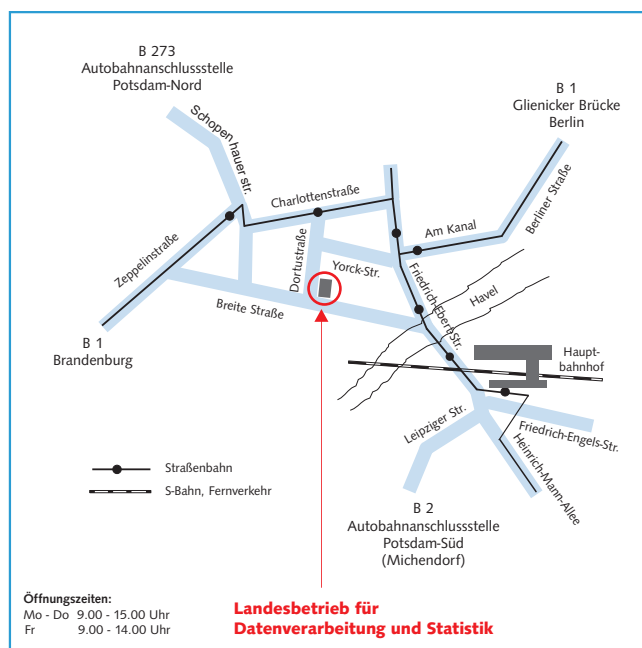 B 273
Autobahnanschlussstelle
Potsdam-Nord
B 1
Glienicker Brücke
Berlin
Schopen hauer str.
Charlottenstraße
Berliner Straße
Am Kanal
Zeppelinstraße
Dortustraße
Yorck-Str.
Friedrich-Ebert-Str.
Havel
Breite Straße
B 1
Brandenburg
Haupt-
bahnhof
Leipziger Str.
Friedrich-Engels-Str.
Heinrich-Mann-Allee
Straßenbahn
S-Bahn, Fernverkehr
B 2
Autobahnanschlussstelle
Potsdam-Süd
(Michendorf)
Öffnungszeiten:
Mo - Do 9.00 - 15.00 Uhr
Fr 9.00 - 14.00 Uhr
Landesbetrieb für
Datenverarbeitung und Statistik